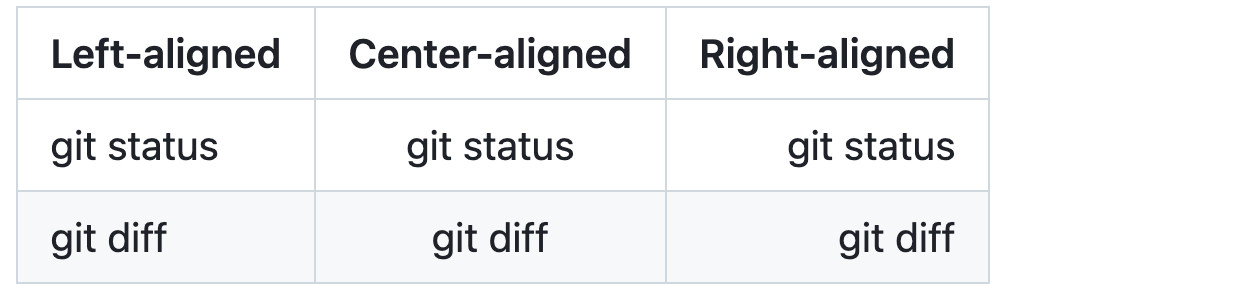 Left-aligned Center-aligned Right-aligned
git status git status git status
git diff git diff git diff